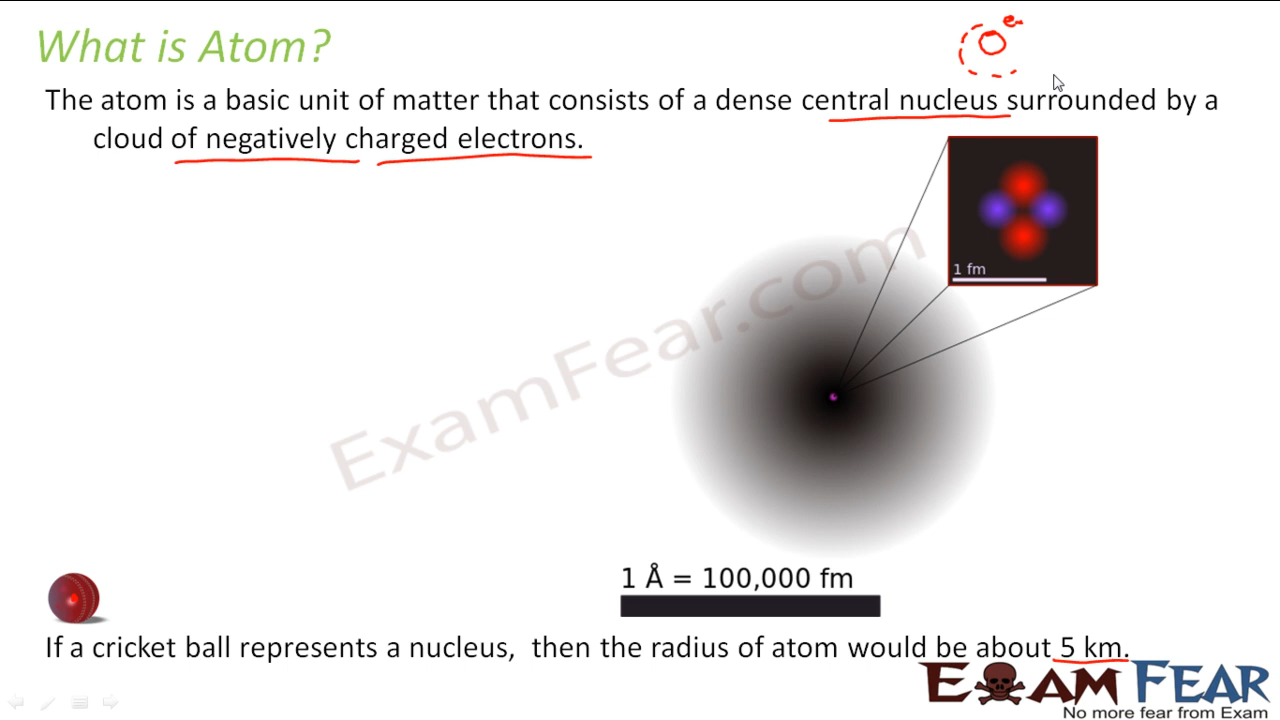 What is Atom?
e-
The atom is a basic unit of matter that consists of a dense central nucleus surrounded by a
cloud of negatively charged electrons.
1 fm
ExamFear.com
1 Å = 100,000 fm
If a cricket ball represents a nucleus, then the radius of atom would be about 5 km.
EXAM FEAR
No more fear from Exam